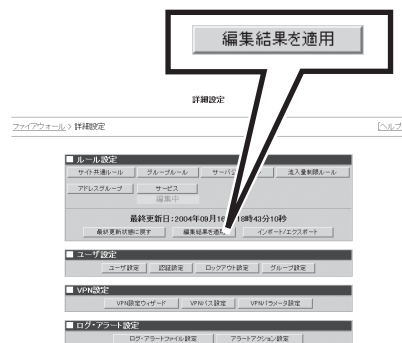 編集結果を適用
詳細設定
ファイアウォール > 詳細設定 [ヘルプ
■ ルール設定
サイト共通ルール グループルール サーバ公 流入量制限ルール
アドレスグループ サービス
編集中
最終更新日:2004年09月16 18時43分10秒
最終更新状態に戻す 編集結果を適用 インポート/エクスポート
■ ユーザ設定
ユーザ設定 認証設定 ロックアウト設定 グループ設定
■ VPN設定
VPN設定ウィザード VPNパス設定 VPNパラメータ設定
■ ログ・アラート設定
ログ・アラートファイル設定 アラートアクション設定